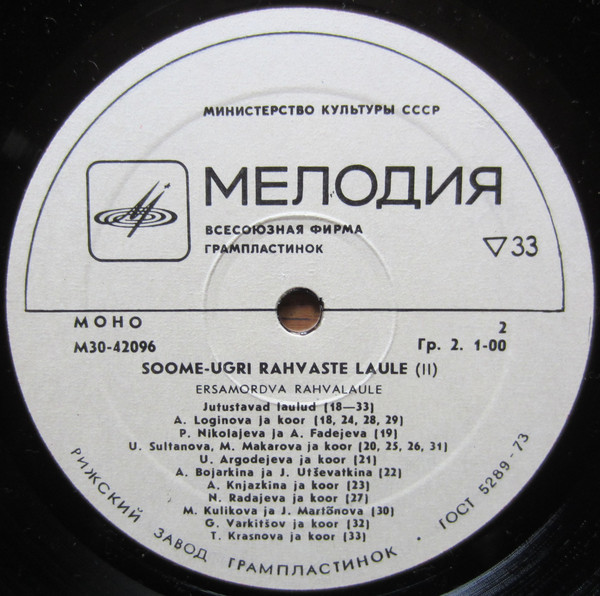 МИНИСТЕРСТВО КУЛЬТУРЫ СССР
МЕЛОДИЯ
ВСЕСОЮЗНАЯ ФИРМА
ГРАМПЛАСТИНОК
▽33
МОНО
2
М30-42096
Гр. 2. 1-00
SOOME-UGRI RAHVASTE LAULE (II)
ERSAMORDVA RAHVALAULE
Jutustavad laulud (18—33)
A. Loginova ja koor (18, 24, 28, 29)
P. Nikolajeva ja A. Fadejeva (19)
U. Sultanova, M. Makarova ja koor (20, 25, 26, 31)
U. Argodejeva ja koor (21)
A. Bojarkina ja J. Utševatkina (22)
A. Knjazkina ja koor (23)
N. Radajeva ja koor (27)
M. Kulikova ja J. Martõnova (30)
G. Varkitšov ja koor (32)
T. Krasnova ja koor (33)
РИЖСКИЙ ЗАВОД ГРАМПЛАСТИНОК · ГОСТ 5289-73